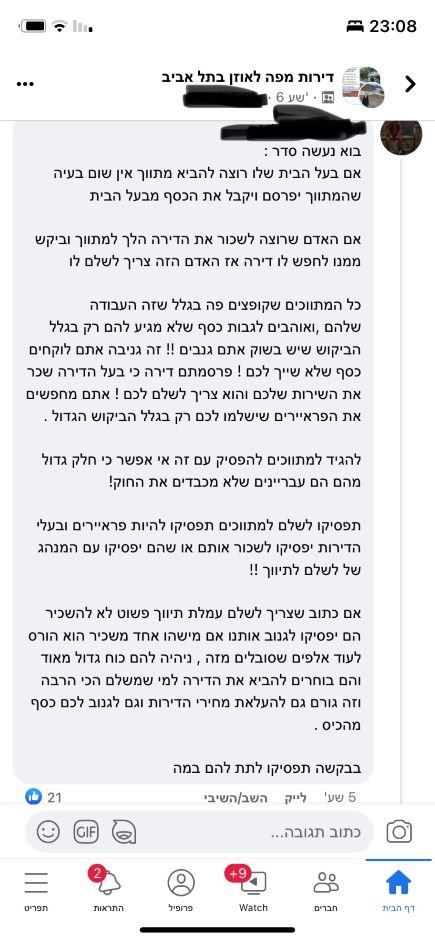 23:08
דירות מפה לאוזן בתל אביב
6 שע' ·
בוא נעשה סדר :
אם בעל הבית שלו רוצה להביא מתווך אין שום בעיה
שהמתווך יפרסם ויקבל את הכסף מבעל הבית
אם האדם שרוצה לשכור את הדירה הלך למתווך וביקש
ממנו לחפש לו דירה אז האדם הזה צריך לשלם לו
כל המתווכים שקופצים פה בגלל שזה העבודה
שלהם ,ואוהבים לגבות כסף שלא מגיע להם רק בגלל
הביקוש שיש בשוק אתם גנבים !! זה גניבה אתם לוקחים
כסף שלא שייך לכם ! פרסמתם דירה כי בעל הדירה שכר
את השירות שלכם והוא צריך לשלם לכם ! אתם מחפשים
את הפראיירים שישלמו לכם רק בגלל הביקוש הגדול .
להגיד למתווכים להפסיק עם זה אי אפשר כי חלק גדול
מהם הם עבריינים שלא מכבדים את החוק!
תפסיקו לשלם למתווכים תפסיקו להיות פראיירים ובעלי
הדירות יפסיקו לשכור אותם או שהם יפסיקו עם המנהג
של לשלם לתיווך !!
אם כתוב שצריך לשלם עמלת תיווך פשוט לא להשכיר
הם יפסיקו לגנוב אותנו אם מישהו אחד משכיר הוא הורס
לעוד אלפים שסובלים מזה , ניהיה להם כוח גדול מאוד
והם בוחרים להביא את הדירה למי שמשלם הכי הרבה
וזה גורם גם להעלאת מחירי הדירות וגם לגנוב לכם כסף
מהכיס .
בבקשה תפסיקו לתת להם במה
5 שע' לייק השב/השיבי 21
כתוב תגובה...
GIF
9+
2
דף הבית
חברים
Watch
פרופיל
התראות
תפריט